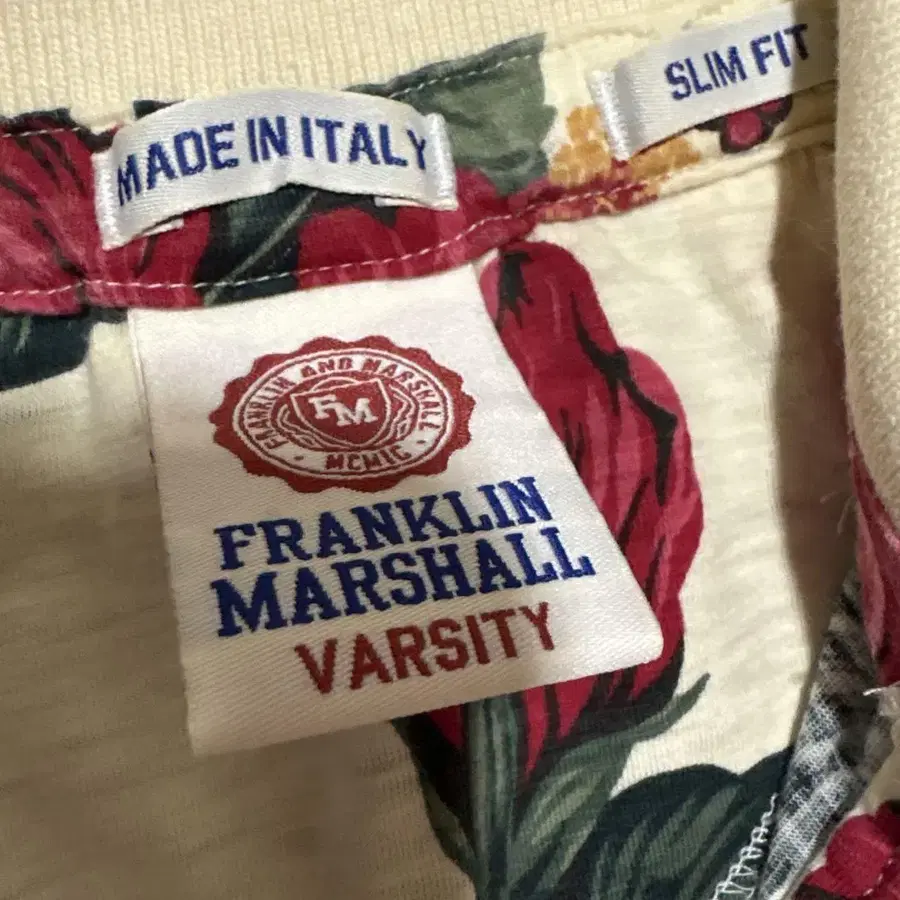 MADE IN ITALY
SLIM FIT
FRANKLIN AND MARSHALL
FM
MCMIC
FRANKLIN
MARSHALL
VARSITY